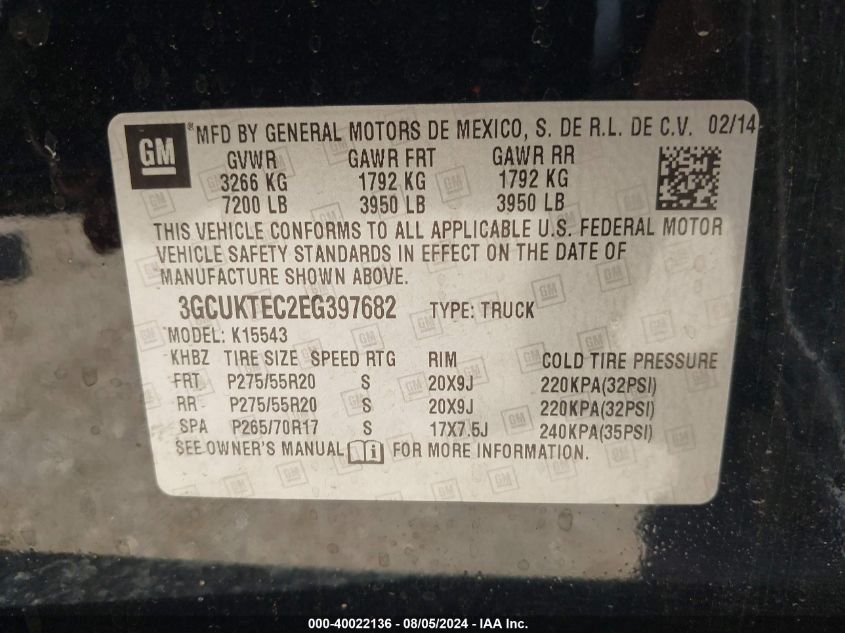 GM ® MFD BY GENERAL MOTORS DE MEXICO, S. DE R.L. DE C.V. 02/14
GVWR GAWR FRT GAWR RR
3266 KG 1792 KG 1792 KG
7200 LB 3950 LB 3950 LB
THIS VEHICLE CONFORMS TO ALL APPLICABLE U.S. FEDERAL MOTOR
VEHICLE SAFETY STANDARDS IN EFFECT ON THE DATE OF
MANUFACTURE SHOWN ABOVE.
3GCUKTEC2EG397682 TYPE: TRUCK
MODEL: K15543
KHBZ TIRE SIZE SPEED RTG RIM COLD TIRE PRESSURE
FRT P275/55R20 S 20X9J 220KPA(32PSI)
RR P275/55R20 S 20X9J 220KPA(32PSI)
SPA P265/70R17 S 17X7.5J 240KPA(35PSI)
SEE OWNER'S MANUAL FOR MORE INFORMATION.
000-40022136 - 08/05/2024 - IAA Inc.